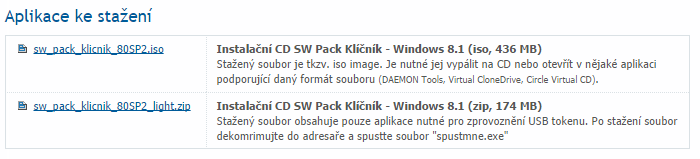 Aplikace ke stažení
sw_pack_klicnik_80SP2.iso
Instalační CD SW Pack Klíčník - Windows 8.1 (iso, 436 MB)
Stažený soubor je tkzv. iso image. Je nutné jej vypálit na CD nebo otevřít v nějaké aplikaci
podporující daný formát souboru (DAEMON Tools, Virtual CloneDrive, Circle Virtual CD).
sw_pack_klicnik_80SP2_light.zip
Instalační CD SW Pack Klíčník - Windows 8.1 (zip, 174 MB)
Stažený soubor obsahuje pouze aplikace nutné pro zprovoznění USB tokenu. Po stažení soubor
dekomrimujte do adresaře a spustte soubor "spustmne.exe"